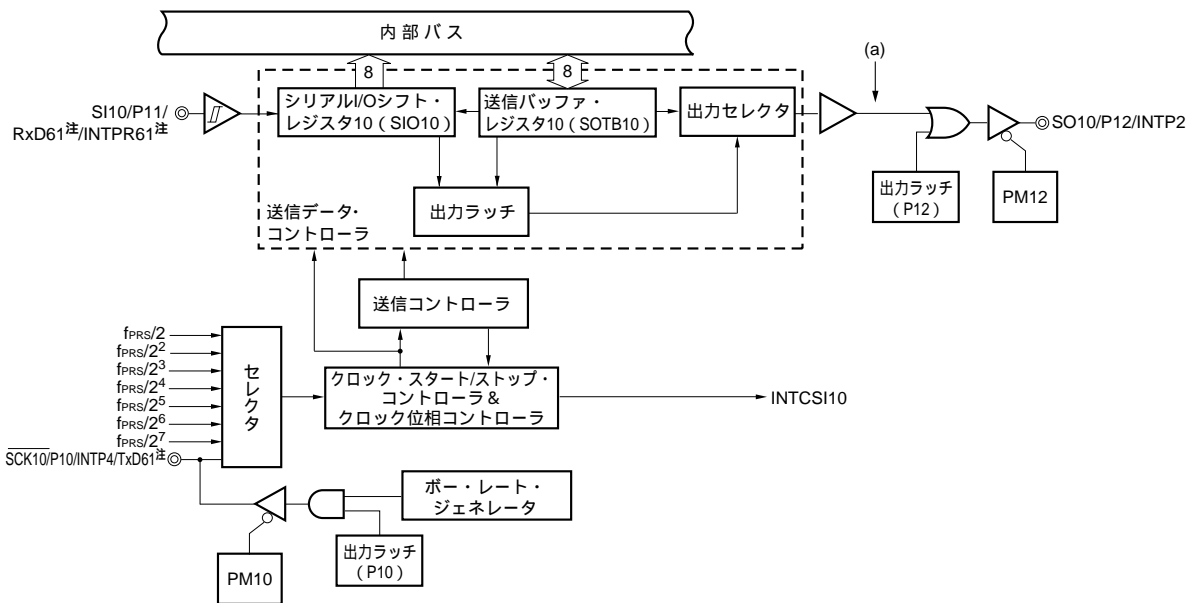 内部バス
8
8
(a)
SI10/P11/
RxD61注/INTPR61注
シリアルI/Oシフト・
レジスタ10(SIO10)
送信バッファ・
レジスタ10(SOTB10)
出力セレクタ
SO10/P12/INTP2
出力ラッチ
(P12)
PM12
出力ラッチ
送信データ・
コントローラ
送信コントローラ
fPRS/2
fPRS/2²
fPRS/2³
fPRS/2⁴
fPRS/2⁵
fPRS/2⁶
fPRS/2⁷
SCK10/P10/INTP4/TxD61注
セレクタ
クロック・スタート/ストップ・
コントローラ&
クロック位相コントローラ
INTCSI10
ボー・レート・
ジェネレータ
出力ラッチ
(P10)
PM10